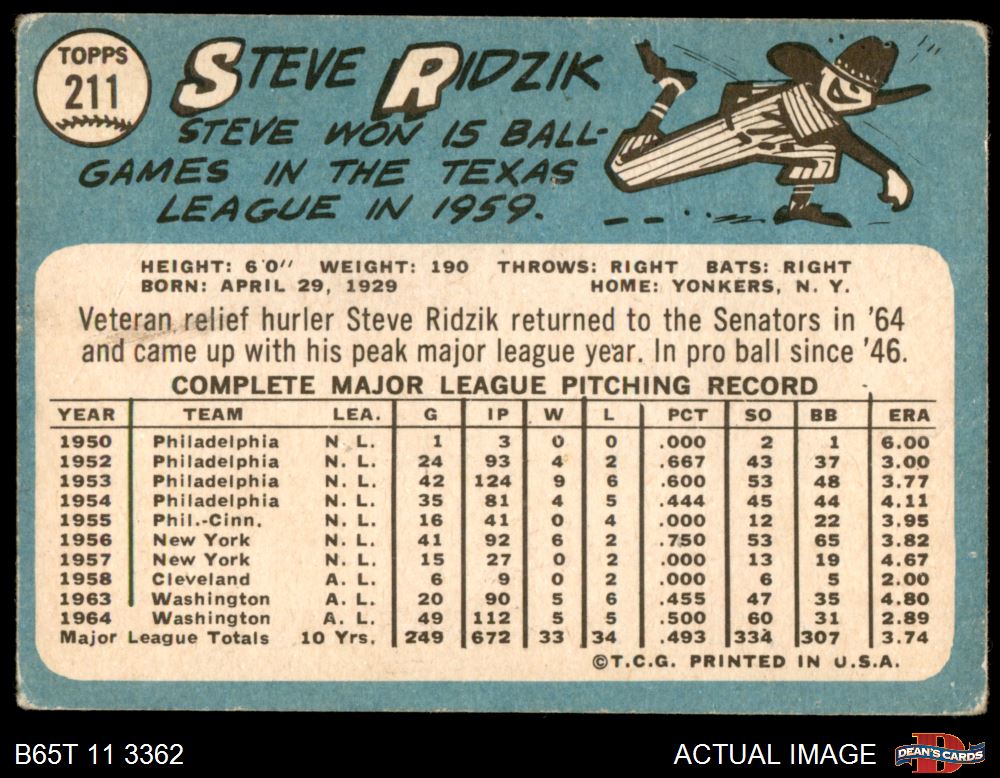 TOPPS
211
STEVE RIDZIK
STEVE WON 15 BALL-
GAMES IN THE TEXAS
LEAGUE IN 1959.
HEIGHT: 6'0" WEIGHT: 190 THROWS: RIGHT BATS: RIGHT
BORN: APRIL 29, 1929 HOME: YONKERS, N. Y.
Veteran relief hurler Steve Ridzik returned to the Senators in '64
and came up with his peak major league year. In pro ball since '46.
COMPLETE MAJOR LEAGUE PITCHING RECORD
YEAR TEAM LEA. G IP W L PCT SO BB ERA
1950 Philadelphia N. L. 1 3 0 0 .000 2 1 6.00
1952 Philadelphia N. L. 24 93 4 2 .667 43 37 3.00
1953 Philadelphia N. L. 42 124 9 6 .600 53 48 3.77
1954 Philadelphia N. L. 35 81 4 5 .444 45 44 4.11
1955 Phil.-Cinn. N. L. 16 41 0 4 .000 12 22 3.95
1956 New York N. L. 41 92 6 2 .750 53 65 3.82
1957 New York N. L. 15 27 0 2 .000 13 19 4.67
1958 Cleveland A. L. 6 9 0 2 .000 6 5 2.00
1963 Washington A. L. 20 90 5 6 .455 47 35 4.80
1964 Washington A. L. 49 112 5 5 .500 60 31 2.89
Major League Totals 10 Yrs. 249 672 33 34 .493 334 307 3.74
©T.C.G. PRINTED IN U.S.A.
B65T 11 3362
ACTUAL IMAGE
DEAN'S CARDS